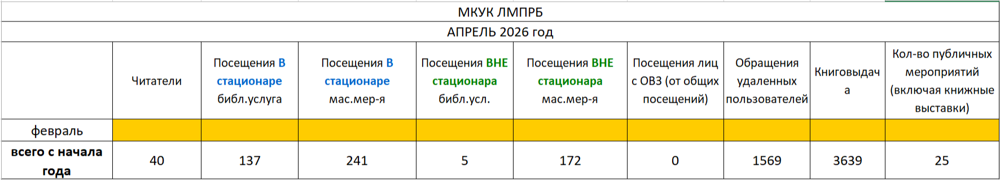 МКУК ЛМПРБ
АПРЕЛЬ 2026 год
Читатели
Посещения В
стационаре
библ.услуга
Посещения В
стационаре
мас.мер-я
Посещения ВНЕ
стационара
библ.усл.
Посещения ВНЕ
стационара
мас.мер-я
Посещения лиц
с ОВЗ (от общих
посещений)
Обращения
удаленных
пользователей
Книговыдач
а
Кол-во публичных
мероприятий
(включая книжные
выставки)
февраль
всего с начала
года
40
137
241
5
172
0
1569
3639
25